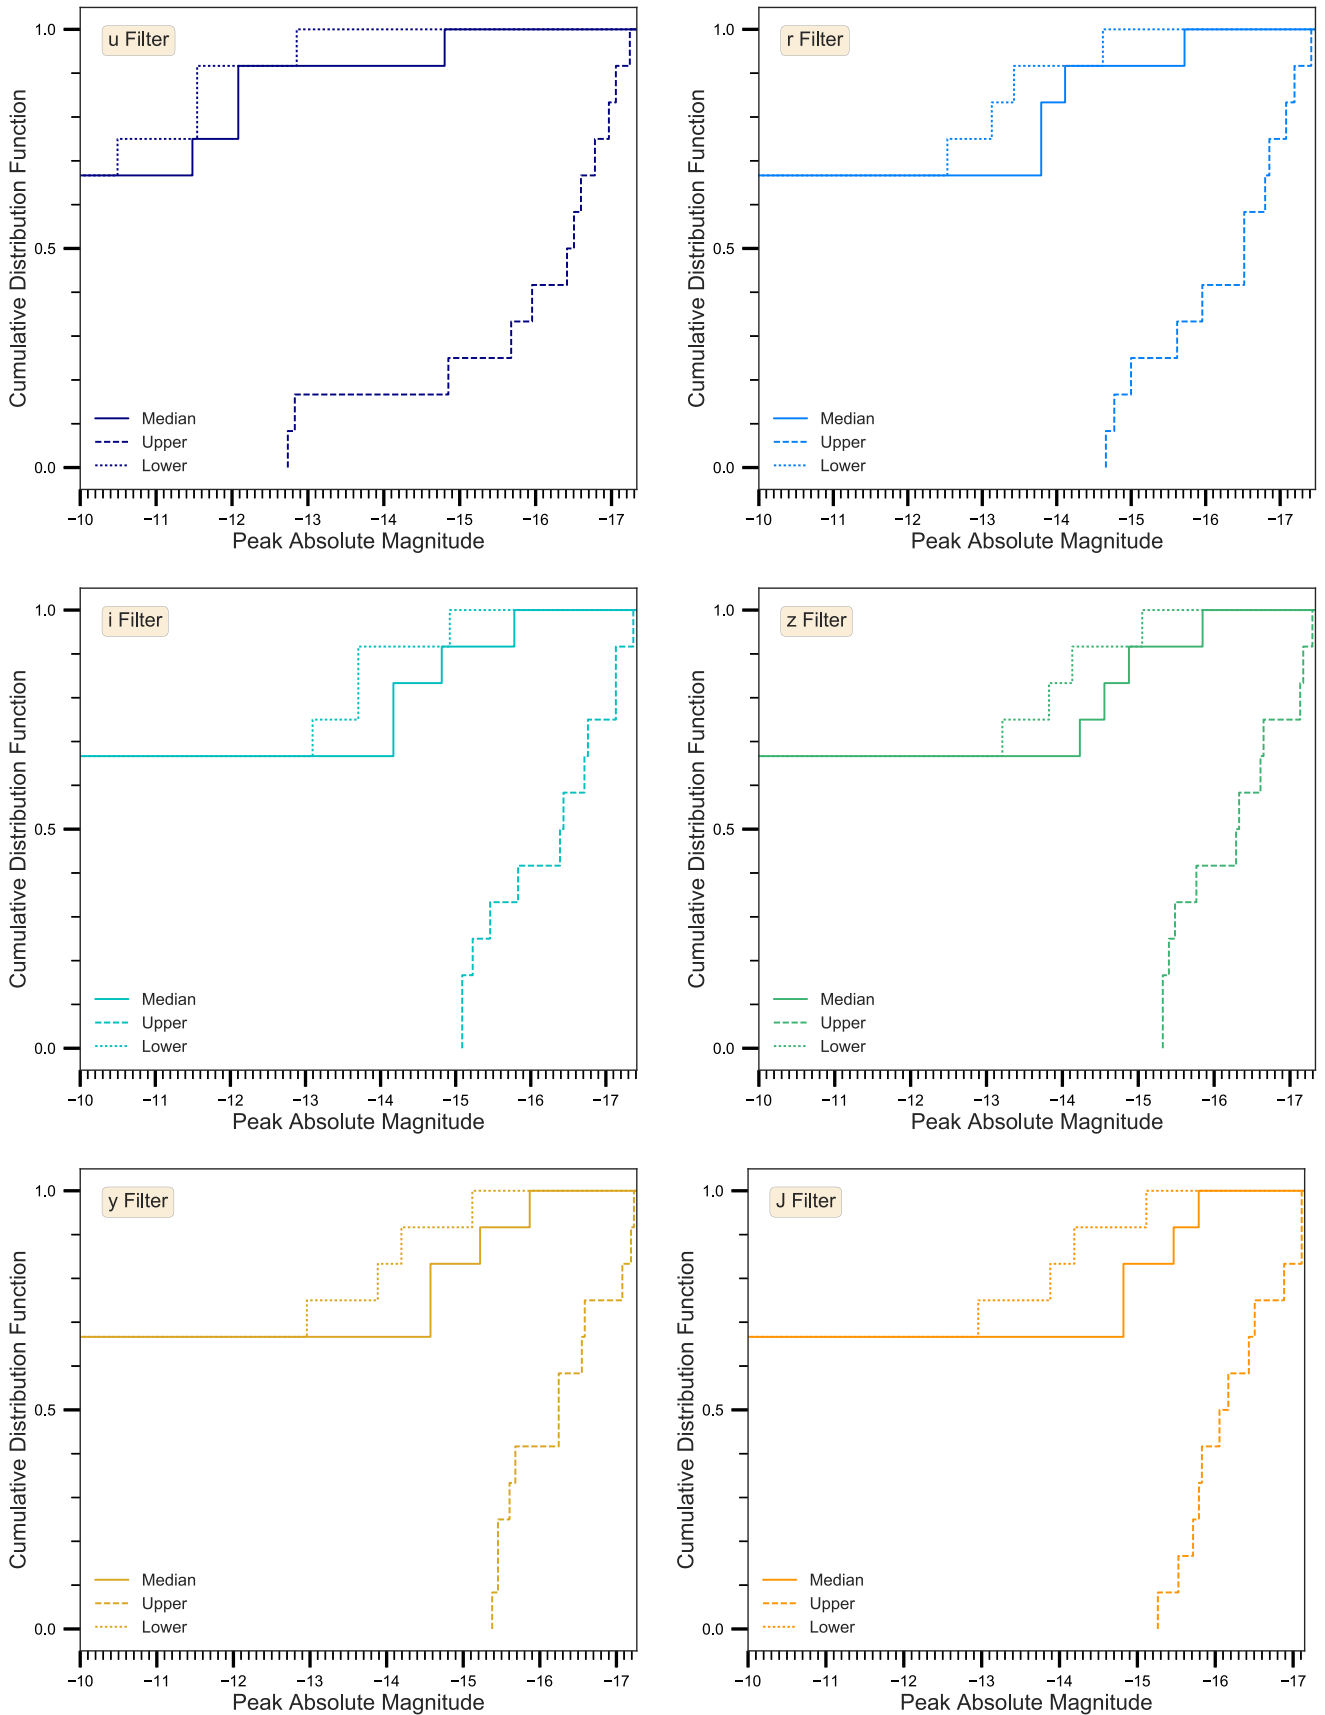 u Filter
Cumulative Distribution Function
1.0
0.5
0.0
Median
Upper
Lower
−10 −11 −12 −13 −14 −15 −16 −17
Peak Absolute Magnitude
r Filter
Cumulative Distribution Function
1.0
0.5
0.0
Median
Upper
Lower
−10 −11 −12 −13 −14 −15 −16 −17
Peak Absolute Magnitude
i Filter
Cumulative Distribution Function
1.0
0.5
0.0
Median
Upper
Lower
−10 −11 −12 −13 −14 −15 −16 −17
Peak Absolute Magnitude
z Filter
Cumulative Distribution Function
1.0
0.5
0.0
Median
Upper
Lower
−10 −11 −12 −13 −14 −15 −16 −17
Peak Absolute Magnitude
y Filter
Cumulative Distribution Function
1.0
0.5
0.0
Median
Upper
Lower
−10 −11 −12 −13 −14 −15 −16 −17
Peak Absolute Magnitude
J Filter
Cumulative Distribution Function
1.0
0.5
0.0
Median
Upper
Lower
−10 −11 −12 −13 −14 −15 −16 −17
Peak Absolute Magnitude